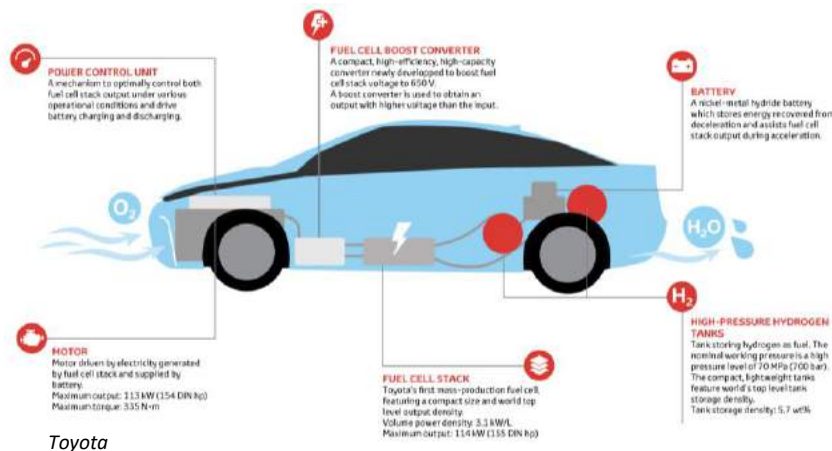 POWER CONTROL UNIT
A mechanism to optimally control both
fuel cell stack output under various
operational conditions and drive
battery charging and discharging.
FUEL CELL BOOST CONVERTER
A compact, high-efficiency, high-capacity
converter newly developped to boost fuel
cell stack voltage to 650 V.
A boost converter is used to obtain an
output with higher voltage than the input.
BATTERY
A nickel-metal hydride battery
which stores energy recovered from
deceleration and assists fuel cell
stack output during acceleration.
O2
H2O
H2
MOTOR
Motor driven by electricity generated
by fuel cell stack and supplied by
battery.
Maximum output: 113 kW (154 DIN hp)
Maximum torque: 335 N·m
FUEL CELL STACK
Toyota's first mass-production fuel cell,
featuring a compact size and world top
level output density.
Volume power density: 3.1 kW/L
Maximum output: 114 kW (155 DIN hp)
HIGH-PRESSURE HYDROGEN
TANKS
Tank storing hydrogen as fuel. The
nominal working pressure is a high
pressure level of 70 MPa (700 bar).
The compact, lightweight tanks
feature world's top level tank
storage density.
Tank storage density: 5.7 wt%
Toyota